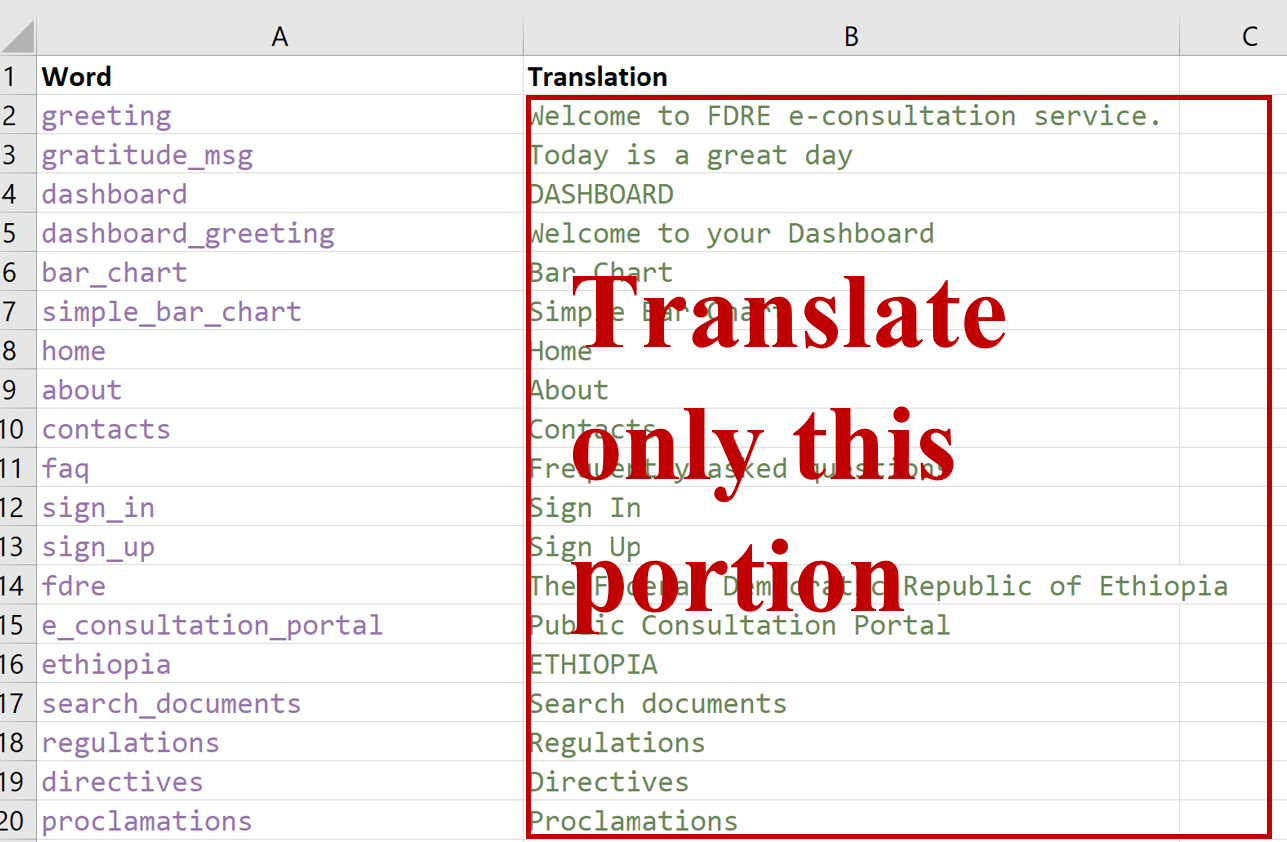 A B C
1 Word Translation
2 greeting Welcome to FDRE e-consultation service.
3 gratitude_msg Today is a great day
4 dashboard DASHBOARD
5 dashboard_greeting Welcome to your Dashboard
6 bar_chart Bar Chart
7 simple_bar_chart Simple Bar Chart
8 home Home
9 about About
10 contacts Contacts
11 faq Frequently asked questions
12 sign_in Sign In
13 sign_up Sign Up
14 fdre The Federal Democratic Republic of Ethiopia
15 e_consultation_portal Public Consultation Portal
16 ethiopia ETHIOPIA
17 search_documents Search documents
18 regulations Regulations
19 directives Directives
20 proclamations Proclamations
Translate
only this
portion